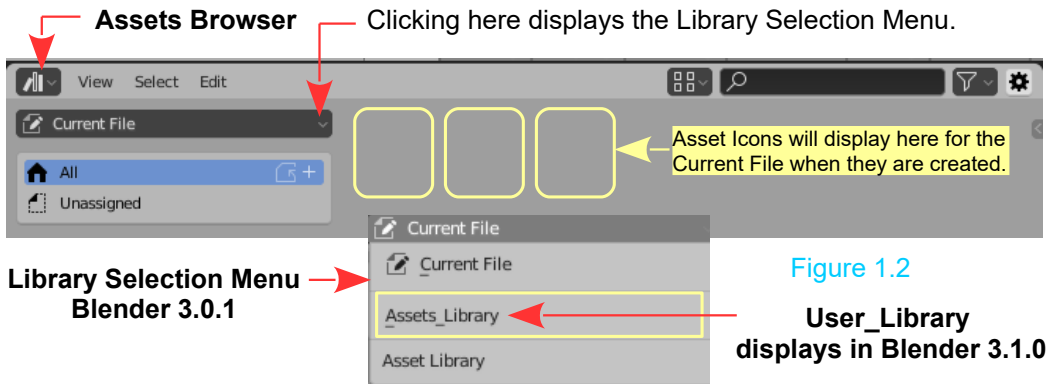 Assets Browser
Clicking here displays the Library Selection Menu.
View Select Edit
Current File
All
Unassigned
Asset Icons will display here for the
Current File when they are created.
Current File
Current File
Assets_Library
Asset Library
Library Selection Menu
Blender 3.0.1
Figure 1.2
User_Library
displays in Blender 3.1.0